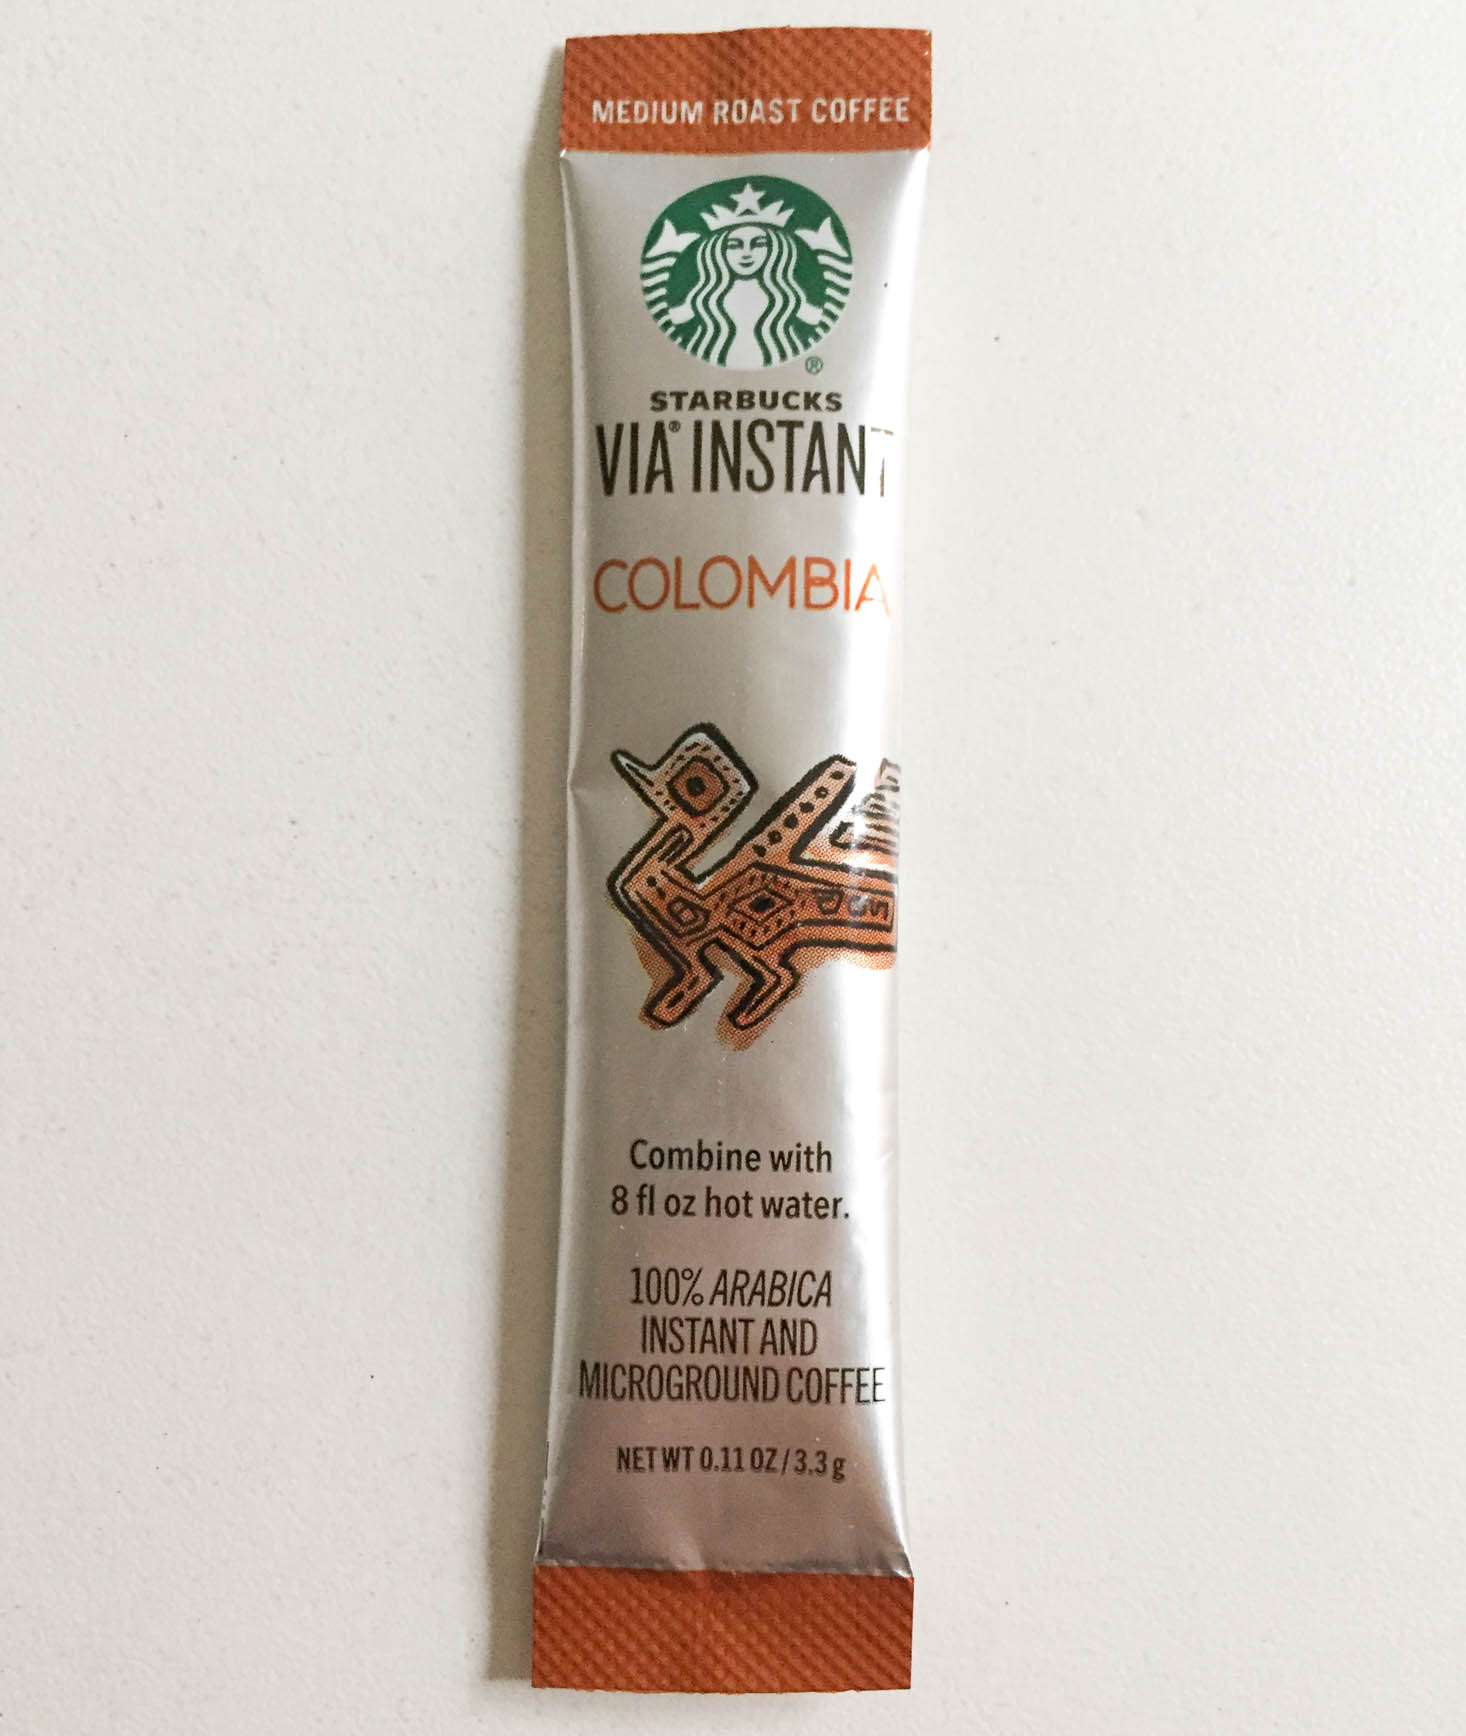 MEDIUM ROAST COFFEE
®
STARBUCKS
VIA® INSTANT
COLOMBIA
Combine with
8 fl oz hot water.
100% ARABICA
INSTANT AND
MICROGROUND COFFEE
NET WT 0.11 OZ / 3.3 g